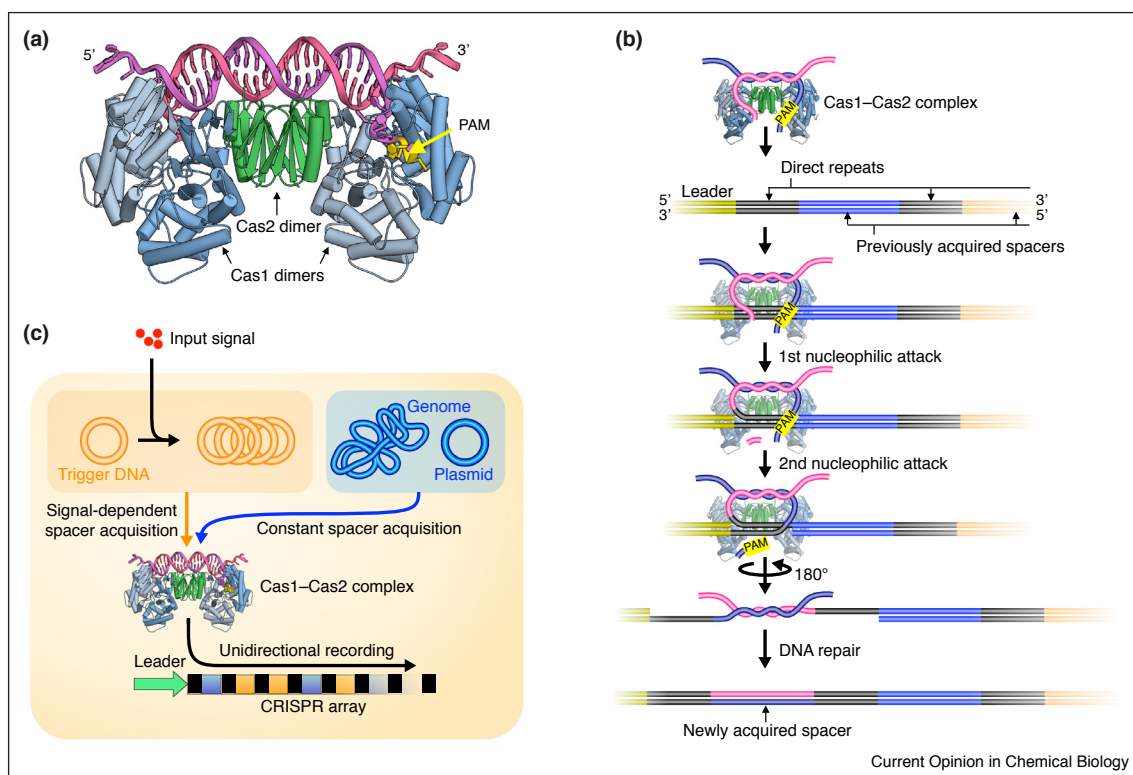 (a)
5’
3’
PAM
Cas2 dimer
Cas1 dimers
(b)
PAM
Cas1–Cas2 complex
Direct repeats
Leader
5’
3’
3’
5’
Previously acquired spacers
PAM
1st nucleophilic attack
PAM
2nd nucleophilic attack
PAM
180°
DNA repair
Newly acquired spacer
(c)
Input signal
Trigger DNA
Genome
Plasmid
Signal-dependent
spacer acquisition
Constant spacer acquisition
Cas1–Cas2 complex
Unidirectional recording
Leader
CRISPR array
Current Opinion in Chemical Biology